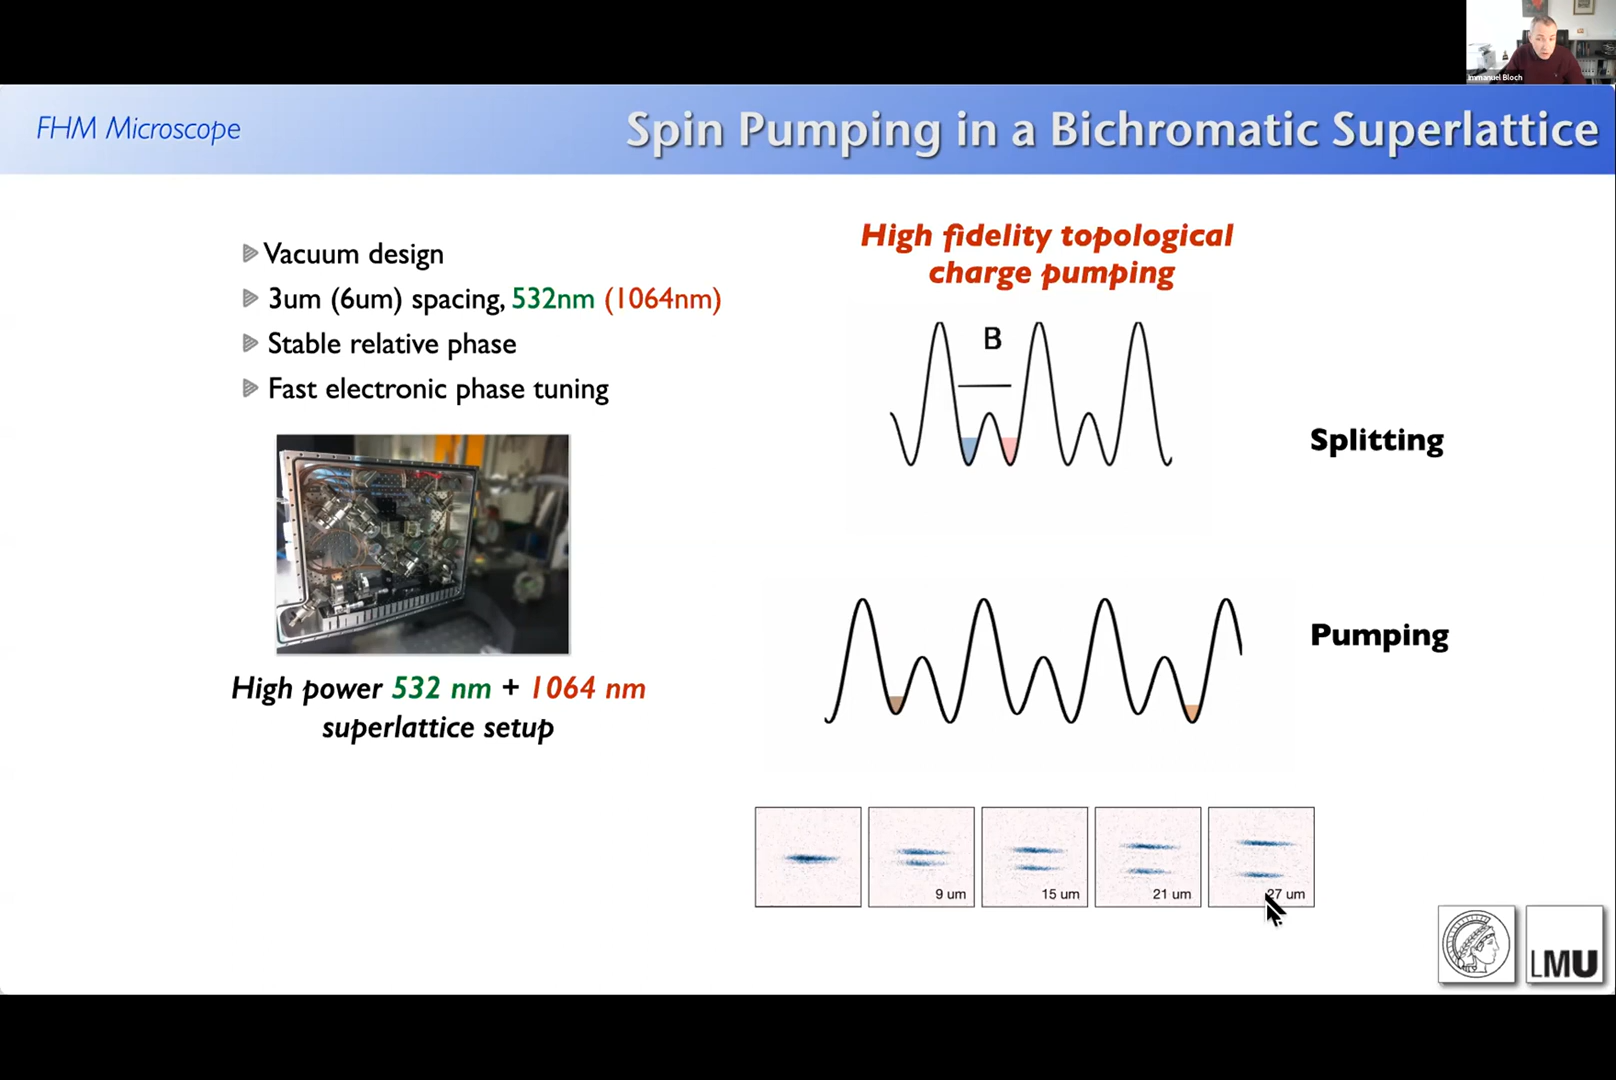 Immanuel Bloch
FHM Microscope
Spin Pumping in a Bichromatic Superlattice
Vacuum design
3um (6um) spacing, 532nm (1064nm)
Stable relative phase
Fast electronic phase tuning
High power 532 nm + 1064 nm
superlattice setup
High fidelity topological
charge pumping
B
Splitting
Pumping
9 um
15 um
21 um
27 um
LMU